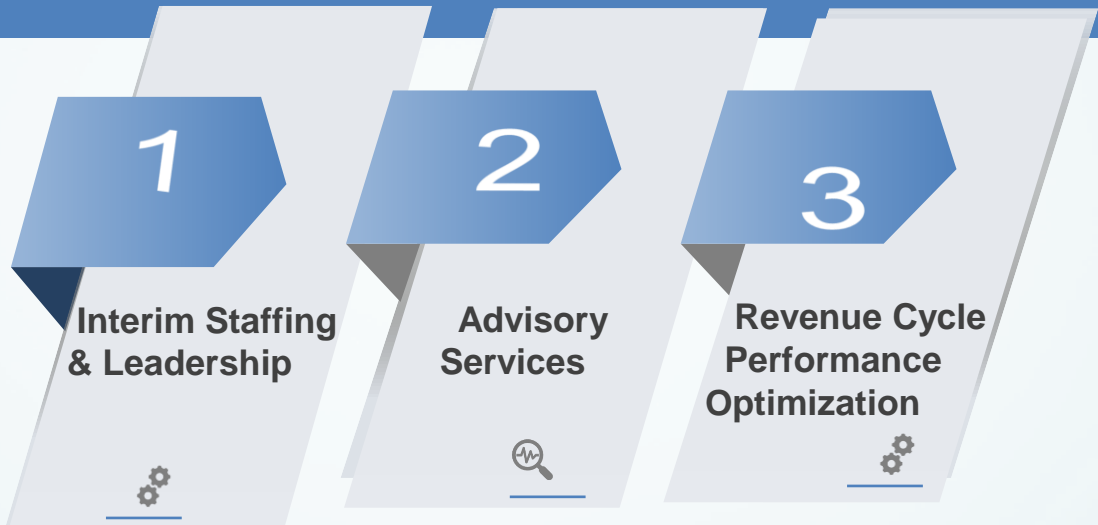 1
Interim Staffing
& Leadership
2
Advisory
Services
3
Revenue Cycle
Performance
Optimization